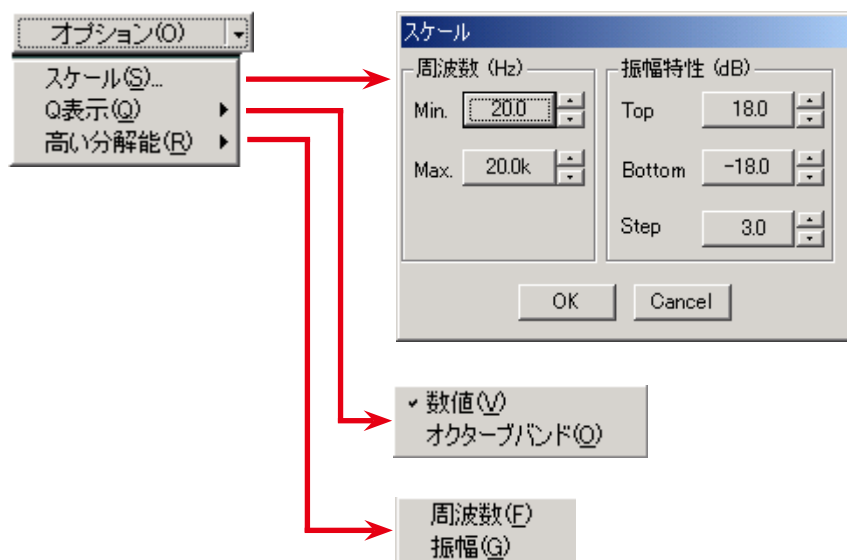 オプション(O)
スケール(S)...
Q表示(Q)
高い分解能(R)
スケール
周波数 (Hz)
Min. 20.0
Max. 20.0k
振幅特性 (dB)
Top 18.0
Bottom -18.0
Step 3.0
OK Cancel
数値(V)
オクターブバンド(O)
周波数(F)
振幅(G)